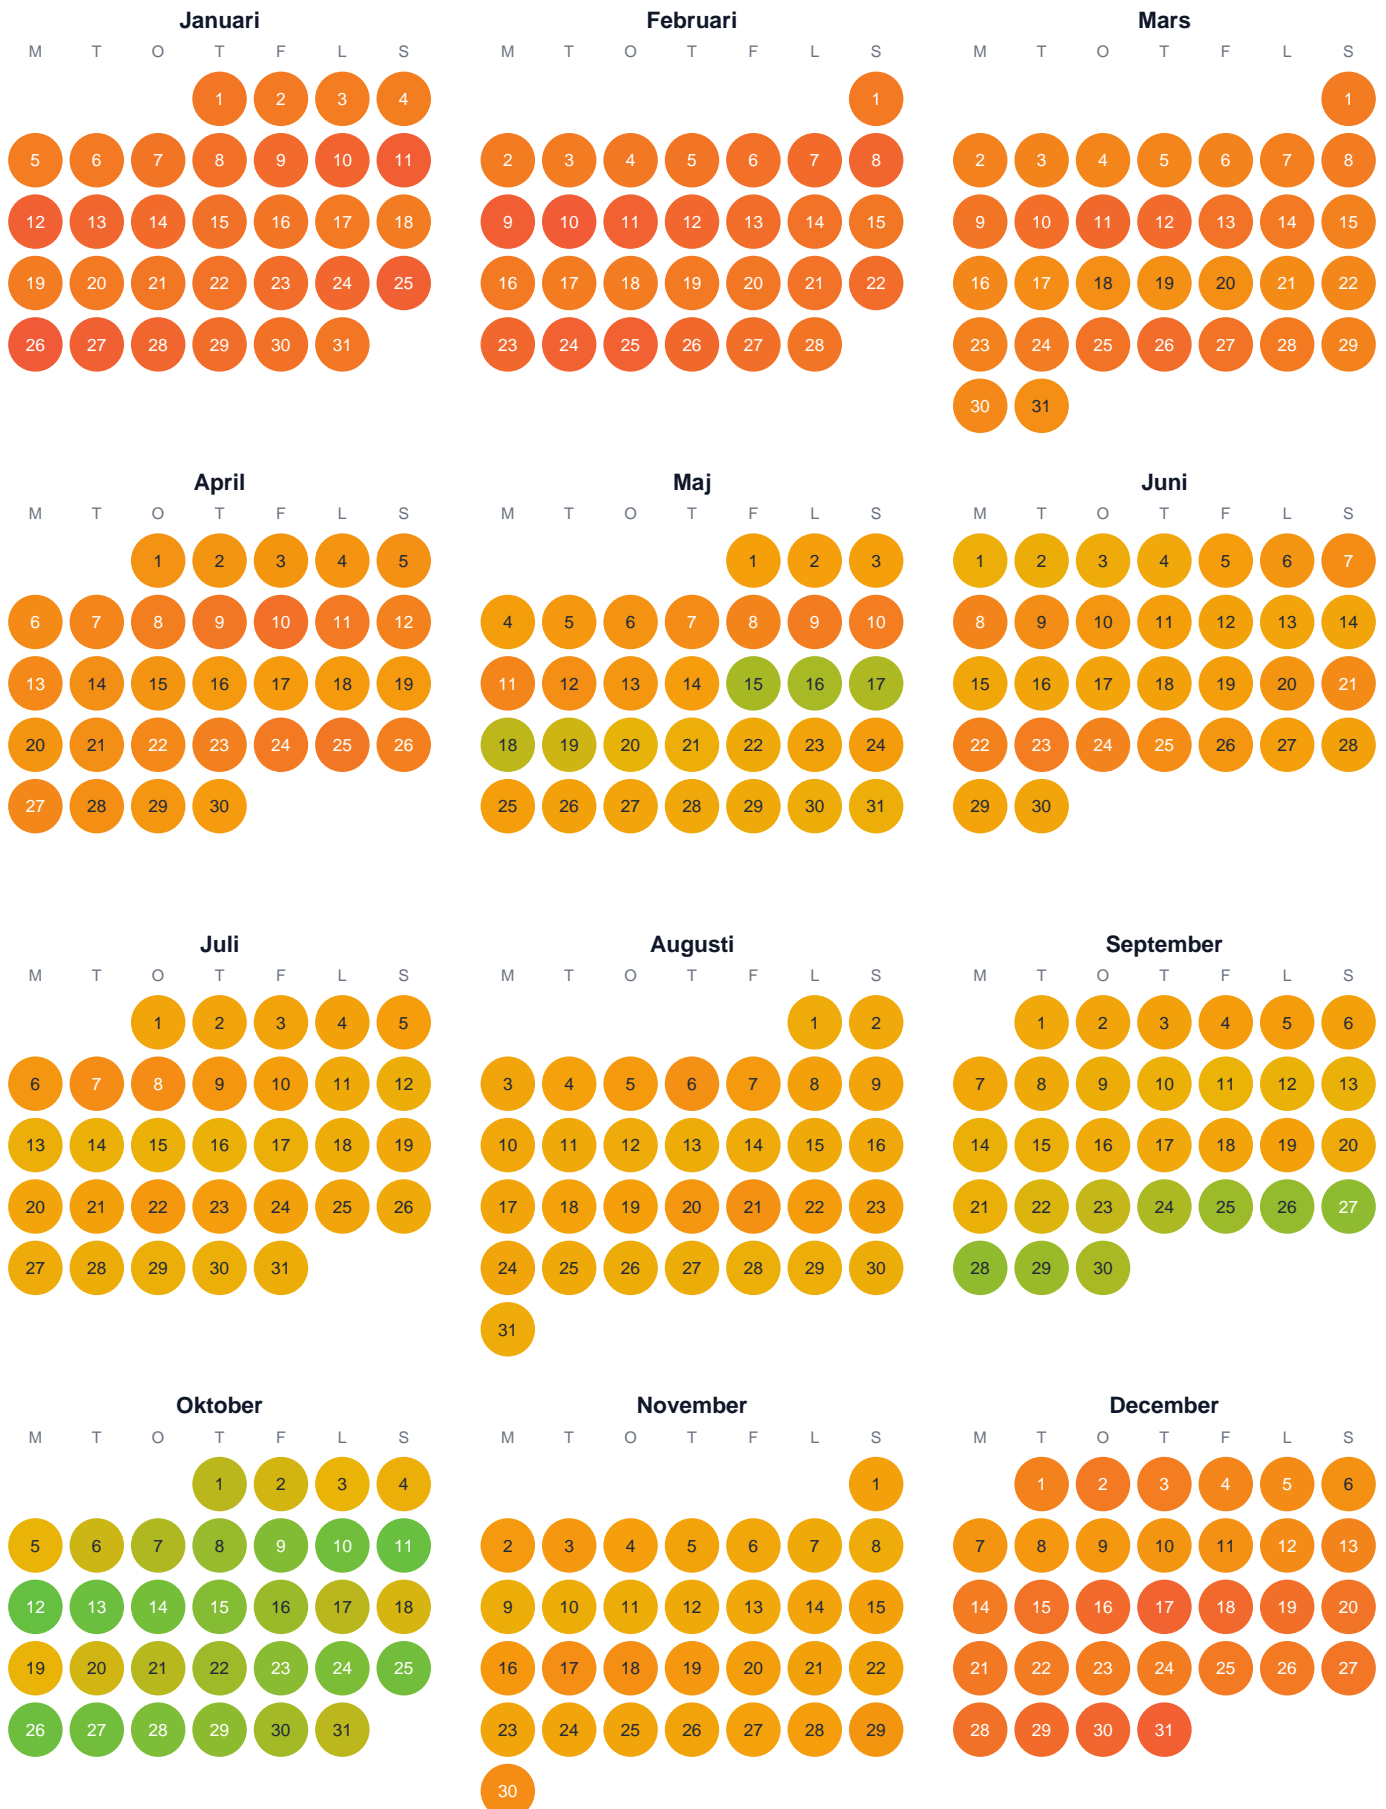 Januari
M T O T F L S
1 2 3 4
5 6 7 8 9 10 11
12 13 14 15 16 17 18
19 20 21 22 23 24 25
26 27 28 29 30 31
Februari
M T O T F L S
1
2 3 4 5 6 7 8
9 10 11 12 13 14 15
16 17 18 19 20 21 22
23 24 25 26 27 28
Mars
M T O T F L S
1
2 3 4 5 6 7 8
9 10 11 12 13 14 15
16 17 18 19 20 21 22
23 24 25 26 27 28 29
30 31
April
M T O T F L S
1 2 3 4 5
6 7 8 9 10 11 12
13 14 15 16 17 18 19
20 21 22 23 24 25 26
27 28 29 30
Maj
M T O T F L S
1 2 3
4 5 6 7 8 9 10
11 12 13 14 15 16 17
18 19 20 21 22 23 24
25 26 27 28 29 30 31
Juni
M T O T F L S
1 2 3 4 5 6 7
8 9 10 11 12 13 14
15 16 17 18 19 20 21
22 23 24 25 26 27 28
29 30
Juli
M T O T F L S
1 2 3 4 5
6 7 8 9 10 11 12
13 14 15 16 17 18 19
20 21 22 23 24 25 26
27 28 29 30 31
Augusti
M T O T F L S
1 2
3 4 5 6 7 8 9
10 11 12 13 14 15 16
17 18 19 20 21 22 23
24 25 26 27 28 29 30
31
September
M T O T F L S
1 2 3 4 5 6
7 8 9 10 11 12 13
14 15 16 17 18 19 20
21 22 23 24 25 26 27
28 29 30
Oktober
M T O T F L S
1 2 3 4
5 6 7 8 9 10 11
12 13 14 15 16 17 18
19 20 21 22 23 24 25
26 27 28 29 30 31
November
M T O T F L S
1
2 3 4 5 6 7 8
9 10 11 12 13 14 15
16 17 18 19 20 21 22
23 24 25 26 27 28 29
30
December
M T O T F L S
1 2 3 4 5 6
7 8 9 10 11 12 13
14 15 16 17 18 19 20
21 22 23 24 25 26 27
28 29 30 31